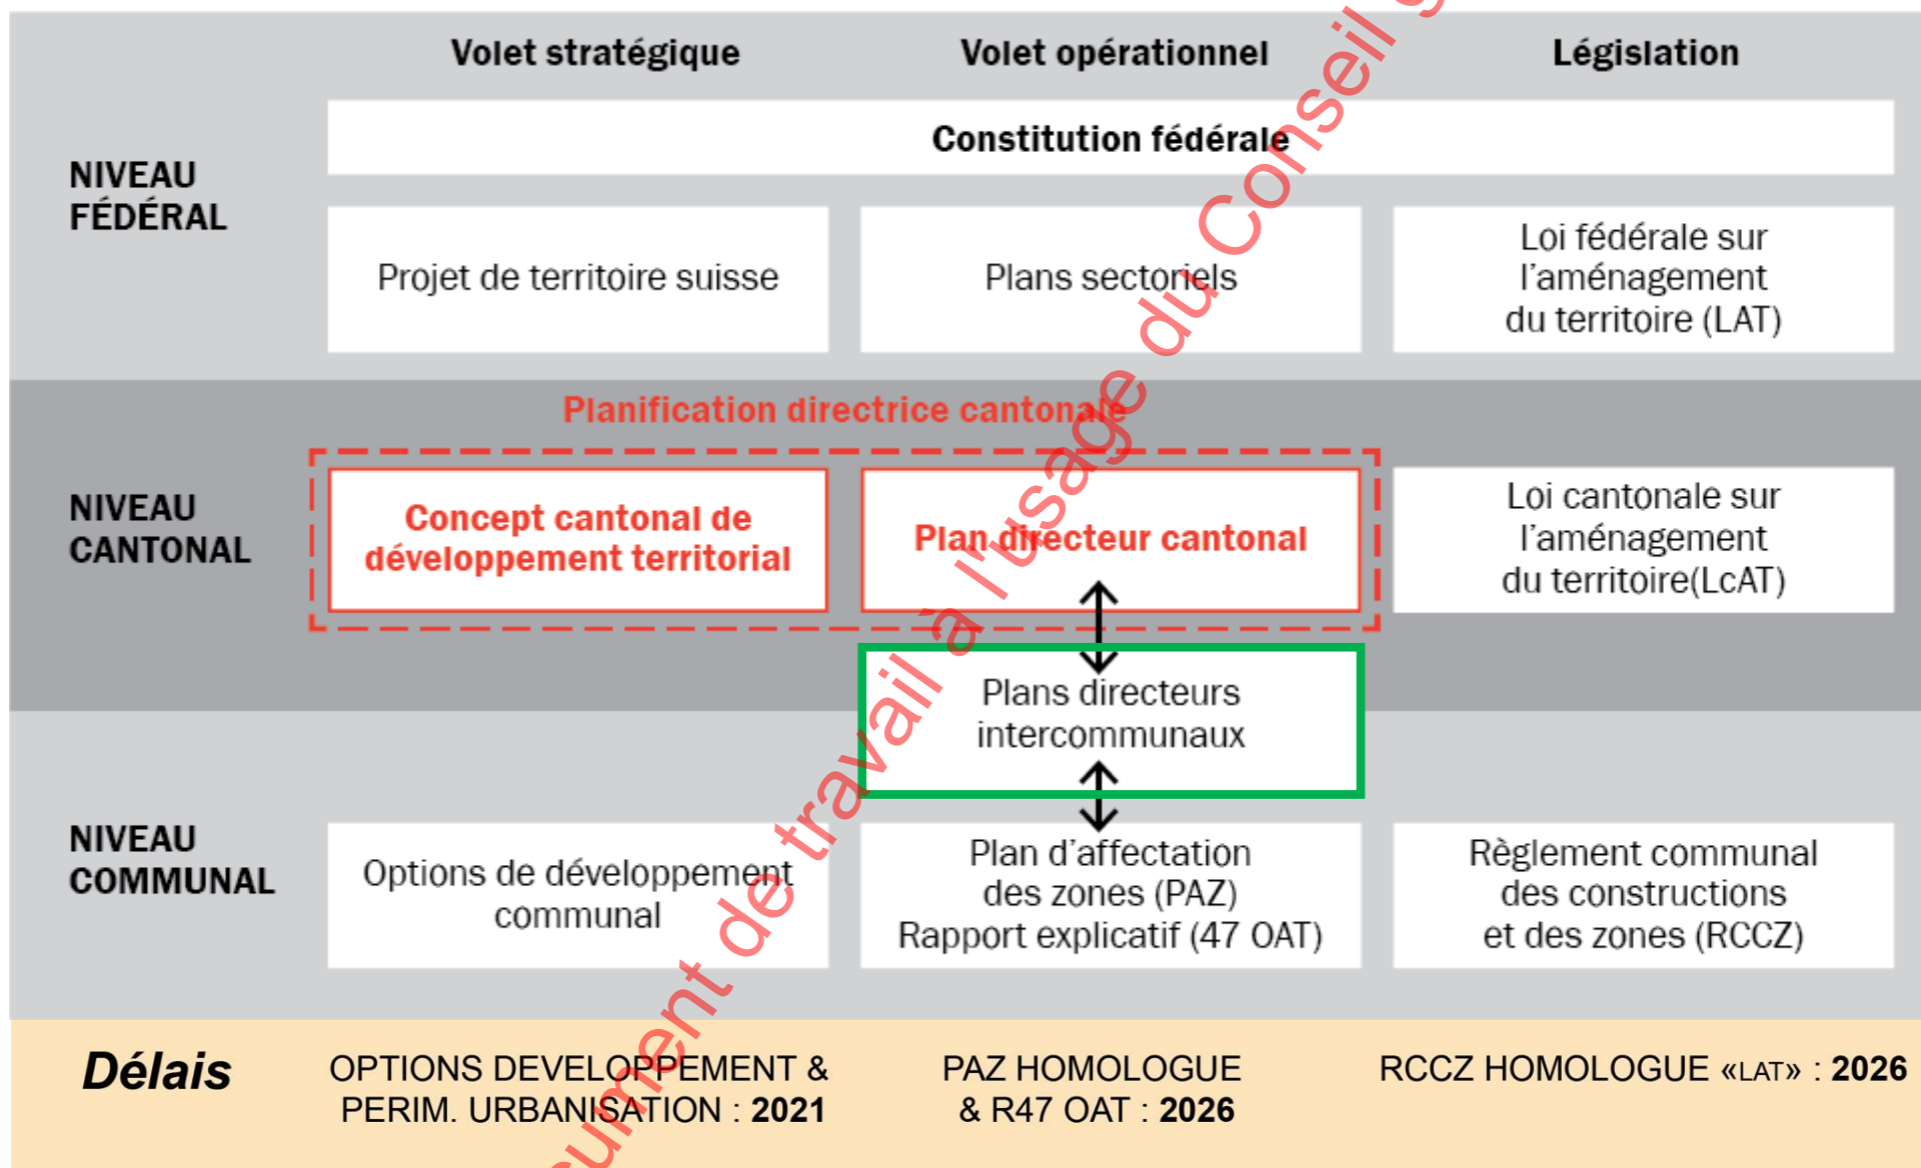 Volet stratégique
Volet opérationnel
Législation
NIVEAU
FÉDÉRAL
Constitution fédérale
Projet de territoire suisse
Plans sectoriels
Loi fédérale sur
l'aménagement
du territoire (LAT)
Planification directrice cantonale
NIVEAU
CANTONAL
Concept cantonal de
développement territorial
Plan directeur cantonal
Loi cantonale sur
l'aménagement
du territoire(LcAT)
Plans directeurs
intercommunaux
NIVEAU
COMMUNAL
Options de développement
communal
Plan d'affectation
des zones (PAZ)
Rapport explicatif (47 OAT)
Règlement communal
des constructions
et des zones (RCCZ)
Délais
OPTIONS DEVELOPPEMENT &
PERIM. URBANISATION : 2021
PAZ HOMOLOGUE
& R47 OAT : 2026
RCCZ HOMOLOGUE «LAT» : 2026
de travail à l'usage du Conseil